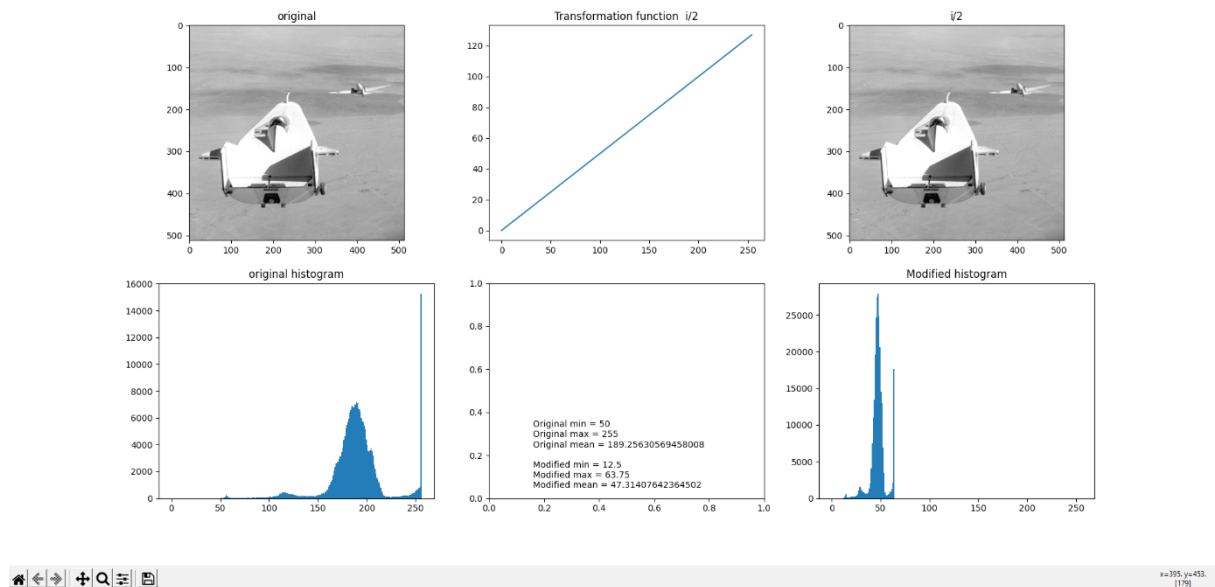 original
Transformation function i/2
i/2
0
100
200
300
400
500
0 100 200 300 400 500
120
100
80
60
40
20
0
0 50 100 150 200 250
0
100
200
300
400
500
0 100 200 300 400 500
original histogram
Modified histogram
16000
14000
12000
10000
8000
6000
4000
2000
0
0 50 100 150 200 250
1.0
0.8
0.6
0.4
0.2
0.0
Original min = 50
Original max = 255
Original mean = 189.25630569458008
Modified min = 12.5
Modified max = 63.75
Modified mean = 47.31407642364502
0.0 0.2 0.4 0.6 0.8 1.0
25000
20000
15000
10000
5000
0
0 50 100 150 200 250
x=395. y=453.
[179]